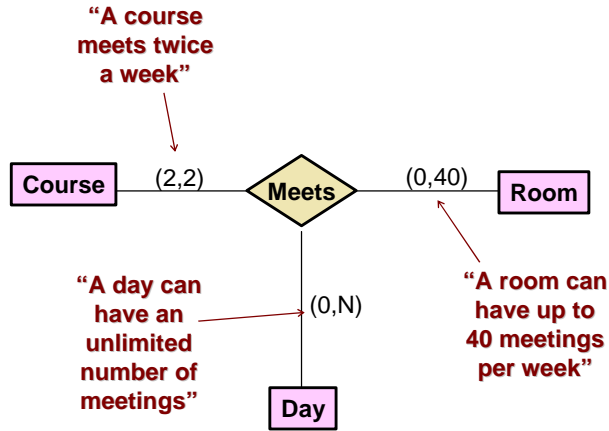 “A course
meets twice
a week”
Course
(2,2)
Meets
(0,40)
Room
“A day can
have an
unlimited
number of
meetings”
(0,N)
“A room can
have up to
40 meetings
per week”
Day